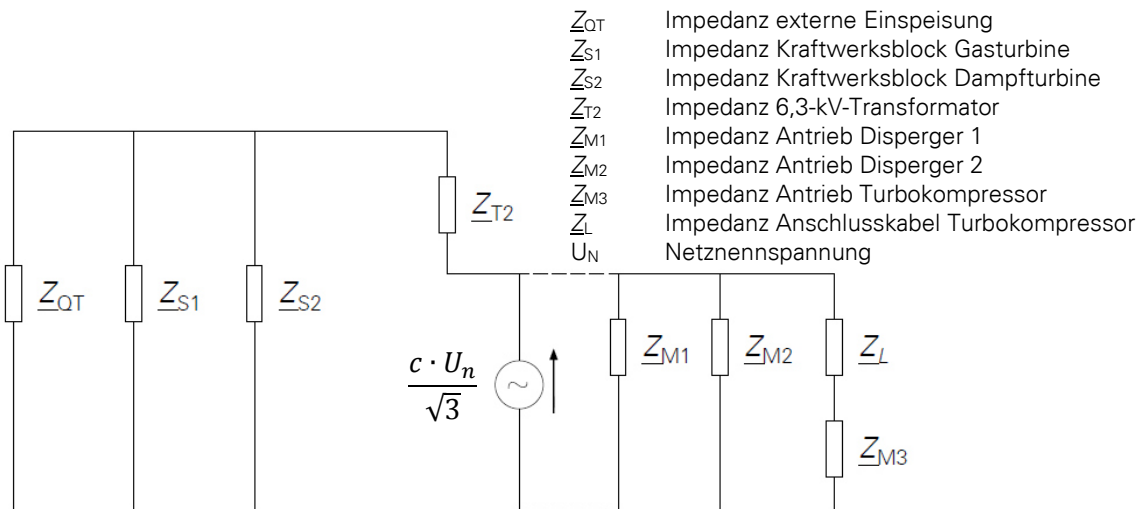 Z_QT Impedanz externe Einspeisung
Z_S1 Impedanz Kraftwerksblock Gasturbine
Z_S2 Impedanz Kraftwerksblock Dampfturbine
Z_T2 Impedanz 6,3-kV-Transformator
Z_M1 Impedanz Antrieb Disperger 1
Z_M2 Impedanz Antrieb Disperger 2
Z_M3 Impedanz Antrieb Turbokompressor
Z_L Impedanz Anschlusskabel Turbokompressor
U_N Netznennspannung
Z_T2
Z_QT
Z_S1
Z_S2
c · U_n
√3
~
Z_M1
Z_M2
Z_L
Z_M3